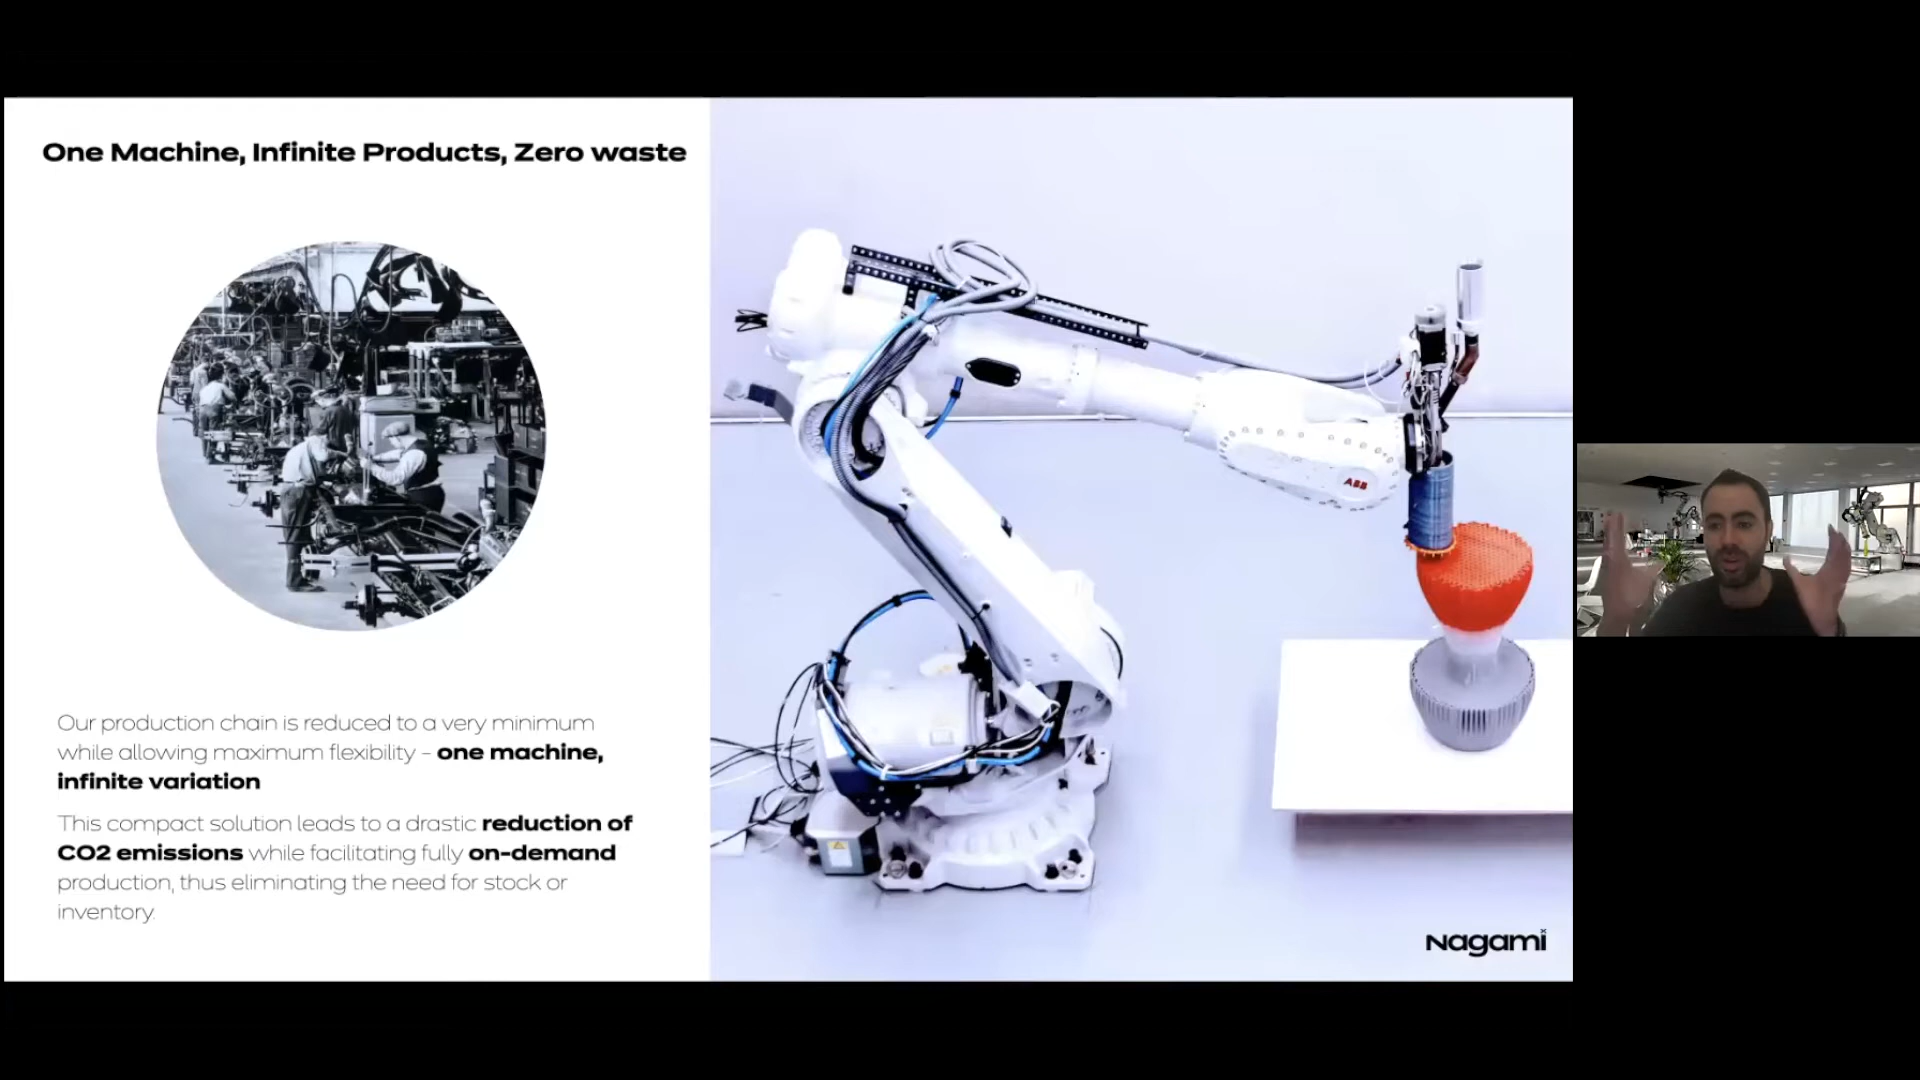 One Machine, Infinite Products, Zero waste
Our production chain is reduced to a very minimum
while allowing maximum flexibility – one machine,
infinite variation
This compact solution leads to a drastic reduction of
CO2 emissions while facilitating fully on-demand
production, thus eliminating the need for stock or
inventory.
ABB
Nagami